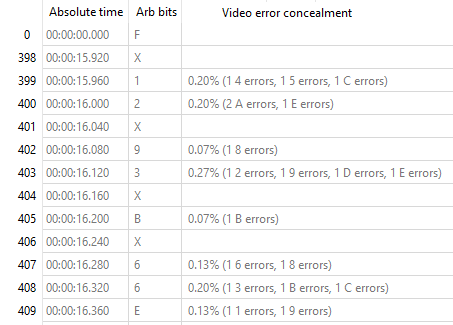 Absolute time Arb bits Video error concealment
0 00:00:00.000 F
398 00:00:15.920 X
399 00:00:15.960 1 0.20% (1 4 errors, 1 5 errors, 1 C errors)
400 00:00:16.000 2 0.20% (2 A errors, 1 E errors)
401 00:00:16.040 X
402 00:00:16.080 9 0.07% (1 8 errors)
403 00:00:16.120 3 0.27% (1 2 errors, 1 9 errors, 1 D errors, 1 E errors)
404 00:00:16.160 X
405 00:00:16.200 B 0.07% (1 B errors)
406 00:00:16.240 X
407 00:00:16.280 6 0.13% (1 6 errors, 1 8 errors)
408 00:00:16.320 6 0.20% (1 3 errors, 1 B errors, 1 C errors)
409 00:00:16.360 E 0.13% (1 1 errors, 1 9 errors)